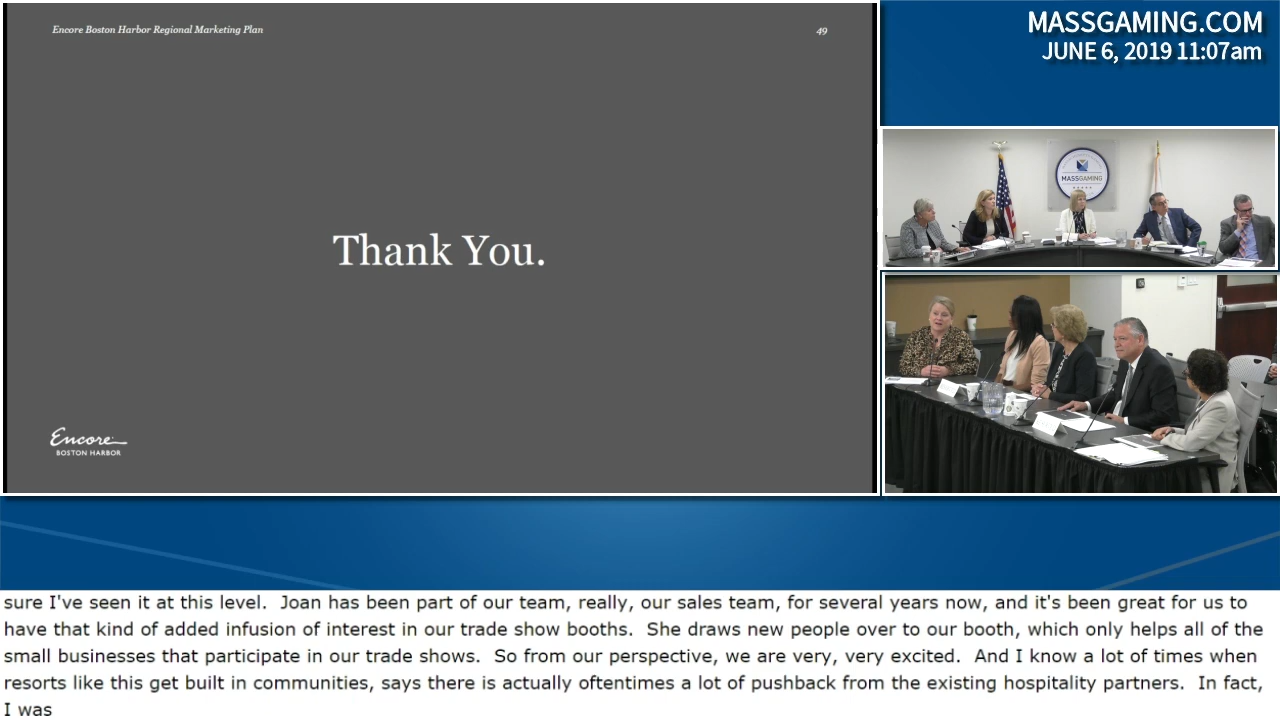 Encore Boston Harbor Regional Marketing Plan
49
Thank You.
Encore
BOSTON HARBOR
MASSGAMING.COM
JUNE 6, 2019 11:07am
MASSGAMING
sure I've seen it at this level. Joan has been part of our team, really, our sales team, for several years now, and it's been great for us to
have that kind of added infusion of interest in our trade show booths. She draws new people over to our booth, which only helps all of the
small businesses that participate in our trade shows. So from our perspective, we are very, very excited. And I know a lot of times when
resorts like this get built in communities, says there is actually oftentimes a lot of pushback from the existing hospitality partners. In fact,
I was